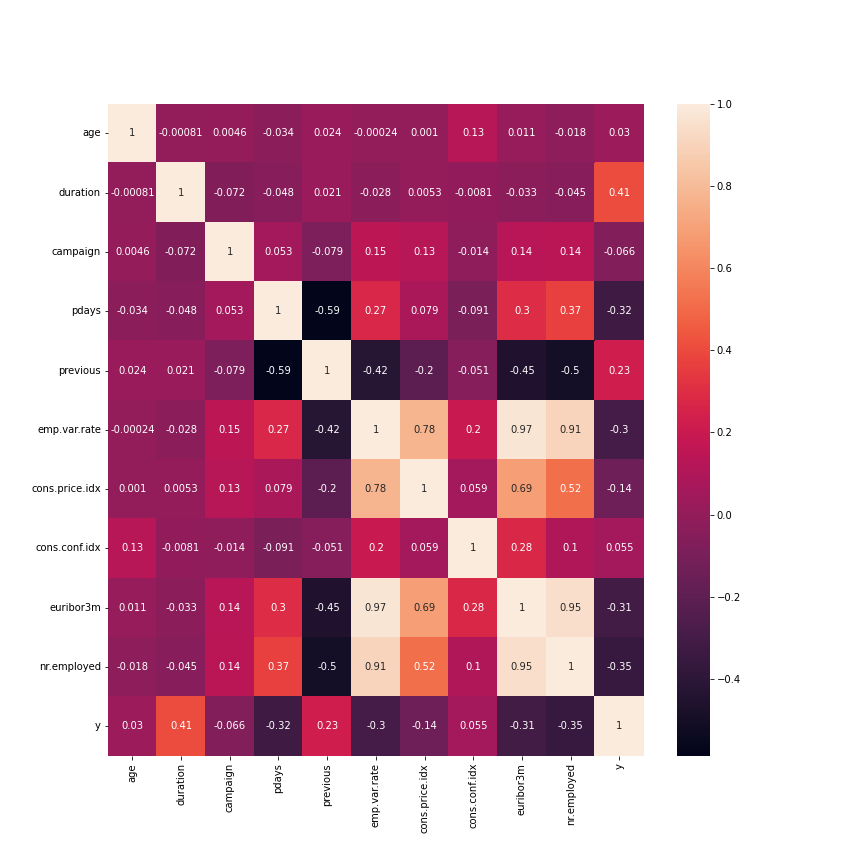 age 1 -0.00081 0.0046 -0.034 0.024 -0.00024 0.001 0.13 0.011 -0.018 0.03
duration -0.00081 1 -0.072 -0.048 0.021 -0.028 0.0053 -0.0081 -0.033 -0.045 0.41
campaign 0.0046 -0.072 1 0.053 -0.079 0.15 0.13 -0.014 0.14 0.14 -0.066
pdays -0.034 -0.048 0.053 1 -0.59 0.27 0.079 -0.091 0.3 0.37 -0.32
previous 0.024 0.021 -0.079 -0.59 1 -0.42 -0.2 -0.051 -0.45 -0.5 0.23
emp.var.rate -0.00024 -0.028 0.15 0.27 -0.42 1 0.78 0.2 0.97 0.91 -0.3
cons.price.idx 0.001 0.0053 0.13 0.079 -0.2 0.78 1 0.059 0.69 0.52 -0.14
cons.conf.idx 0.13 -0.0081 -0.014 -0.091 -0.051 0.2 0.059 1 0.28 0.1 0.055
euribor3m 0.011 -0.033 0.14 0.3 -0.45 0.97 0.69 0.28 1 0.95 -0.31
nr.employed -0.018 -0.045 0.14 0.37 -0.5 0.91 0.52 0.1 0.95 1 -0.35
y 0.03 0.41 -0.066 -0.32 0.23 -0.3 -0.14 0.055 -0.31 -0.35 1
age duration campaign pdays previous emp.var.rate cons.price.idx cons.conf.idx euribor3m nr.employed y
1.0
0.8
0.6
0.4
0.2
0.0
−0.2
−0.4